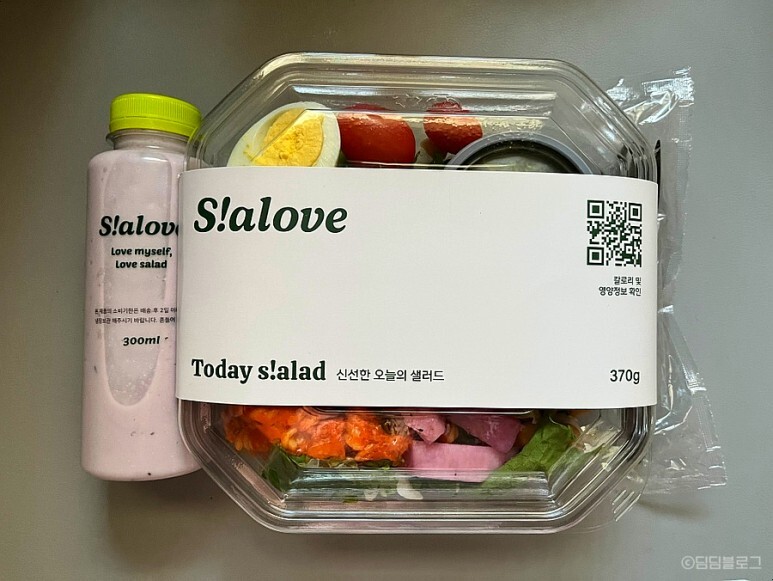 S!alove
Love myself,
Love salad
300ml
S!alove
칼로리 및
영양정보 확인
Today s!alad 신선한 오늘의 샐러드
370g
©딤딤블로그